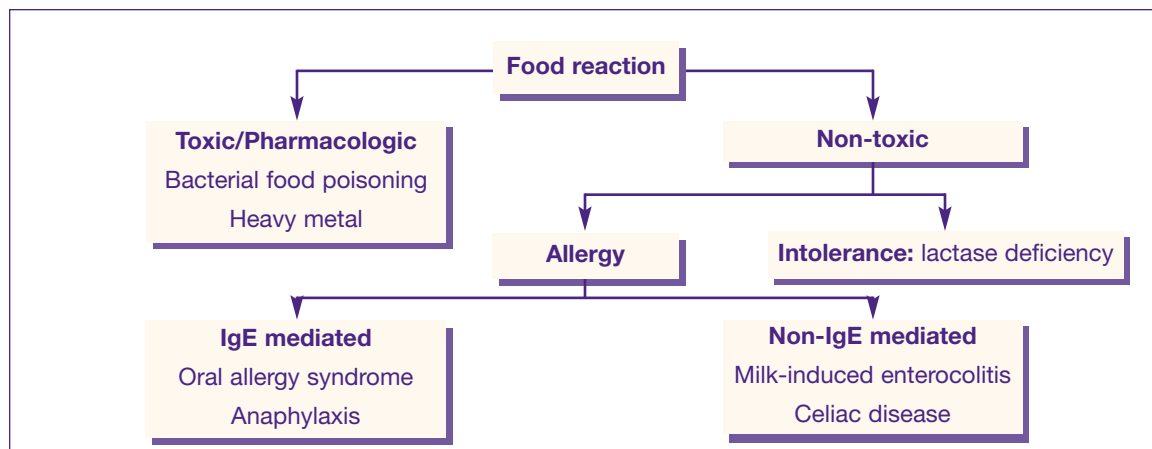 Food reaction
Toxic/Pharmacologic
Bacterial food poisoning
Heavy metal
Non-toxic
Allergy
Intolerance: lactase deficiency
IgE mediated
Oral allergy syndrome
Anaphylaxis
Non-IgE mediated
Milk-induced enterocolitis
Celiac disease